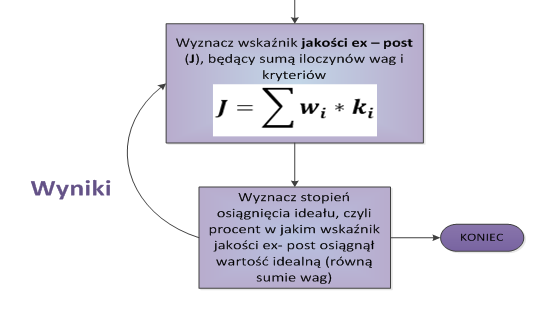 Wyznacz wskaźnik jakości ex – post
(J), będący sumą iloczynów wag i
kryteriów
J = ∑ wᵢ * kᵢ
Wyniki
Wyznacz stopień
osiągnięcia ideału, czyli
procent w jakim wskaźnik
jakości ex- post osiągnął
wartość idealną (równą
sumie wag)
KONIEC